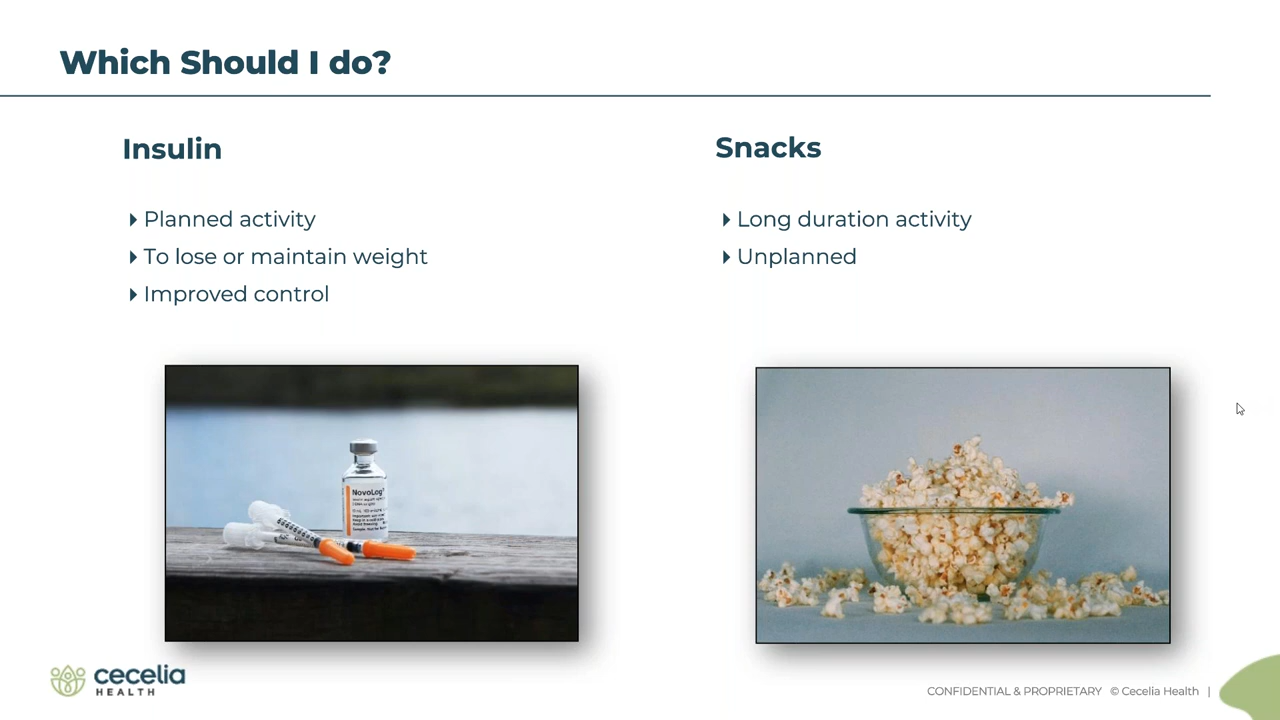 Which Should I do?
Insulin
Planned activity
To lose or maintain weight
Improved control
Snacks
Long duration activity
Unplanned
NovoLog
cecelia
HEALTH
CONFIDENTIAL & PROPRIETARY © Cecelia Health |